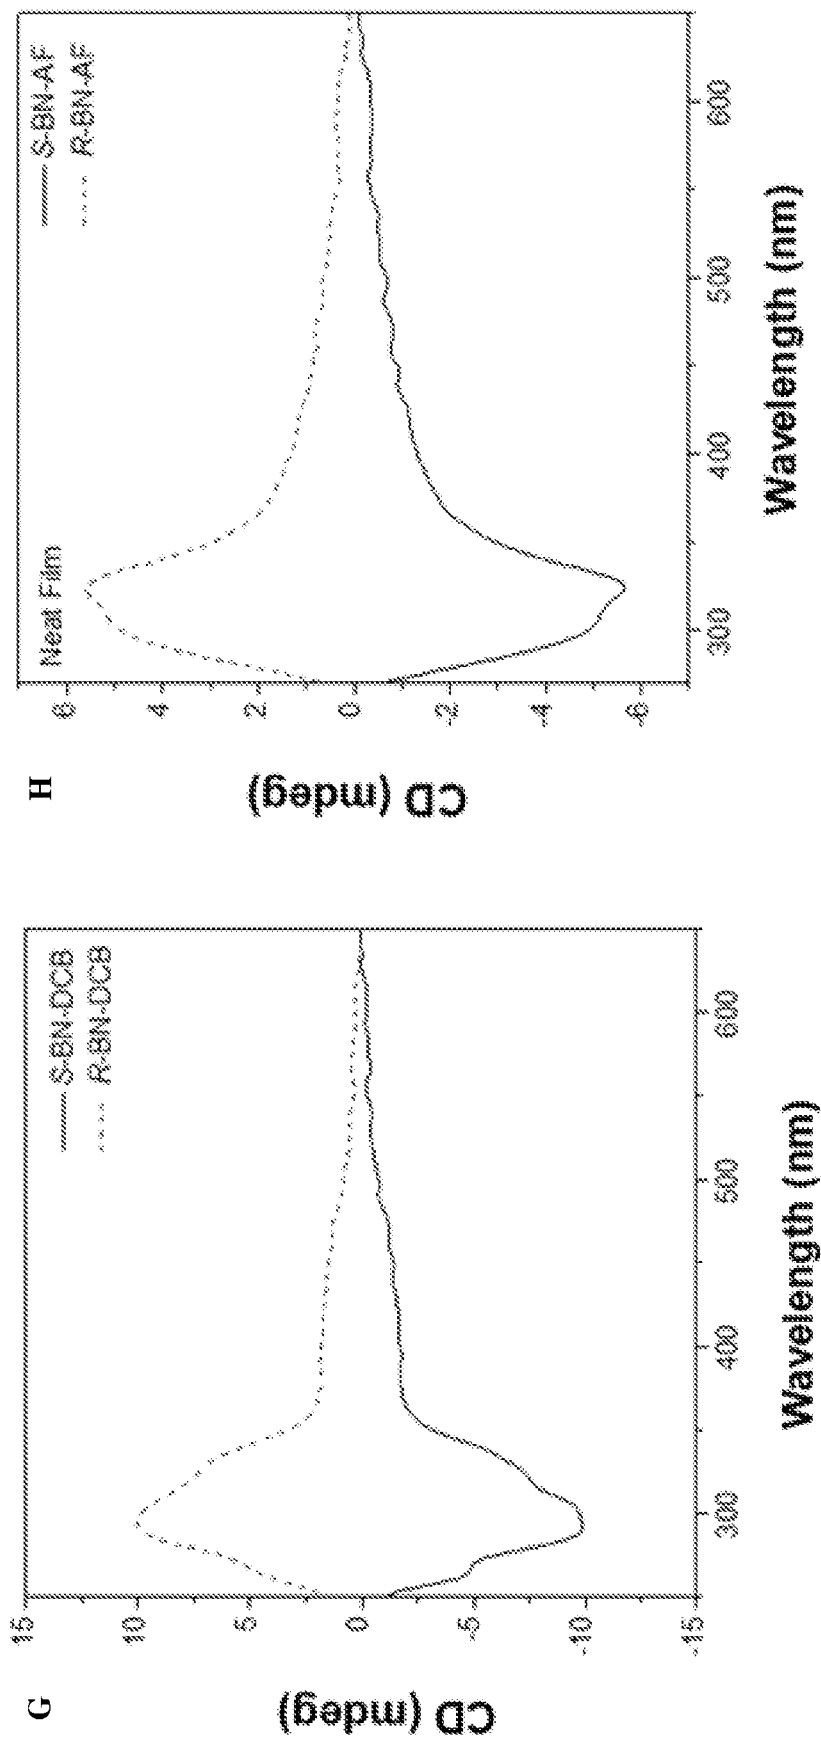 G
CD (mdeg)
15
10
5
0
-5
-10
-15
S-BN-DCB
R-BN-DCB
300
400
500
600
Wavelength (nm)
H
CD (mdeg)
6
4
2
0
-2
-4
-6
Neat Film
S-BN-AF
R-BN-AF
300
400
500
600
Wavelength (nm)